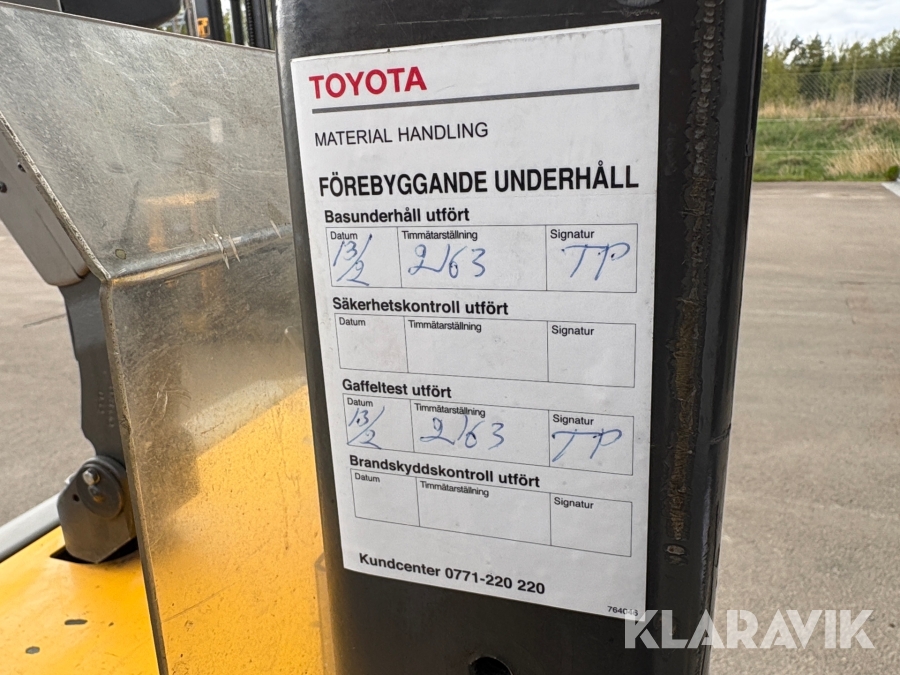 TOYOTA
MATERIAL HANDLING
FÖREBYGGANDE UNDERHÅLL
Basunderhåll utfört
Datum Timmätarställning Signatur
13/2 2163 TP
Säkerhetskontroll utfört
Datum Timmätarställning Signatur
Gaffeltest utfört
Datum Timmätarställning Signatur
13/2 2163 TP
Brandskyddskontroll utfört
Datum Timmätarställning Signatur
Kundcenter 0771-220 220
KLARAVIK